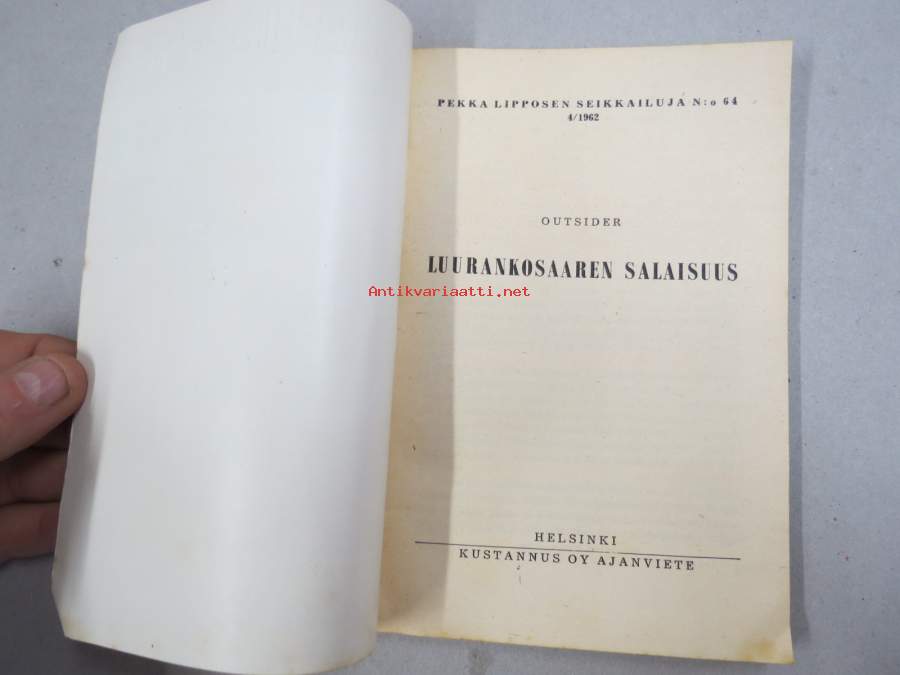 PEKKA LIPPOSEN SEIKKAILUJA N:o 64
4/1962
OUTSIDER
LUURANKOSAAREN SALAISUUS
Antikvariaatti.net
HELSINKI
KUSTANNUS OY AJANVIETE